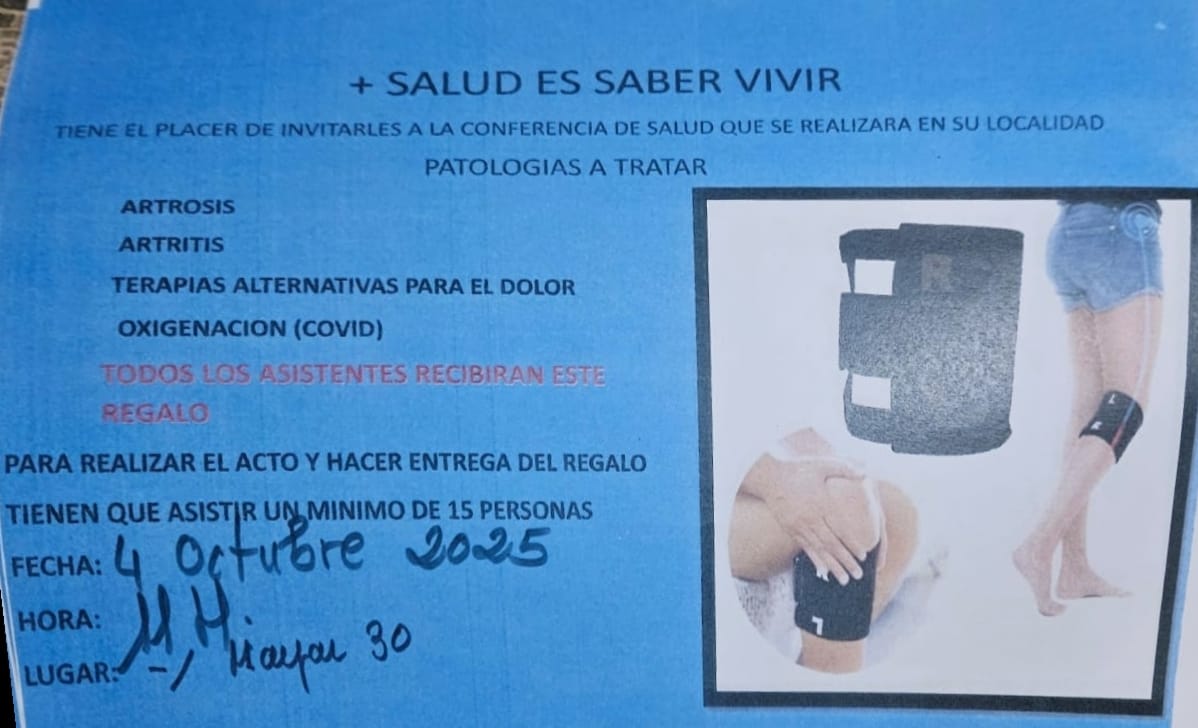 + SALUD ES SABER VIVIR
TIENE EL PLACER DE INVITARLES A LA CONFERENCIA DE SALUD QUE SE REALIZARA EN SU LOCALIDAD
PATOLOGIAS A TRATAR
ARTROSIS
ARTRITIS
TERAPIAS ALTERNATIVAS PARA EL DOLOR
OXIGENACION (COVID)
TODOS LOS ASISTENTES RECIBIRAN ESTE
REGALO
PARA REALIZAR EL ACTO Y HACER ENTREGA DEL REGALO
TIENEN QUE ASISTIR UN MINIMO DE 15 PERSONAS
FECHA: 4 Octubre 2025
HORA: 11 H.
LUGAR: Mayor 30
R
L
L